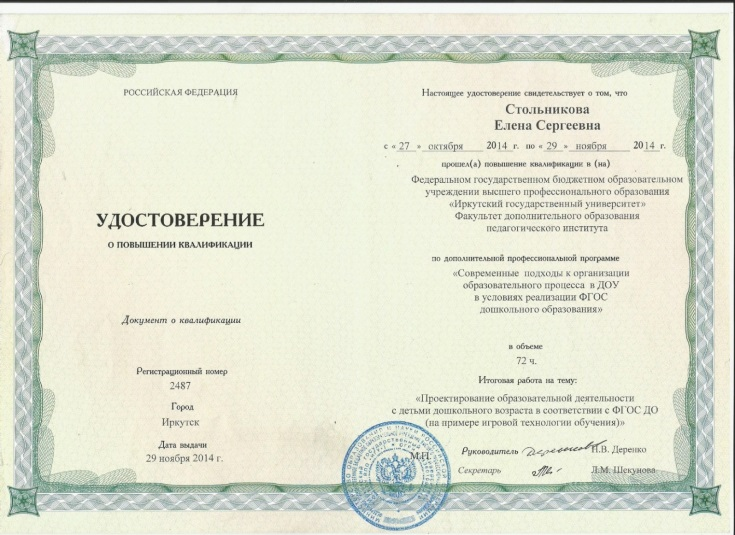 РОССИЙСКАЯ ФЕДЕРАЦИЯ
УДОСТОВЕРЕНИЕ
О ПОВЫШЕНИИ КВАЛИФИКАЦИИ
Документ о квалификации
Регистрационный номер
2487
Город
Иркутск
Дата выдачи
29 ноября 2014 г.
Настоящее удостоверение свидетельствует о том, что
Стольникова
Елена Сергеевна
с « 27 » октября 2014 г. по « 29 » ноября 2014 г.
прошел(а) повышение квалификации в (на)
Федеральном государственном бюджетном образовательном
учреждении высшего профессионального образования
«Иркутский государственный университет»
Факультет дополнительного образования
педагогического института
по дополнительной профессиональной программе
«Современные подходы к организации
образовательного процесса в ДОУ
в условиях реализации ФГОС
дошкольного образования»
в объеме
72 ч.
Итоговая работа на тему:
«Проектирование образовательной деятельности
с детьми дошкольного возраста в соответствии с ФГОС ДО
(на примере игровой технологии обучения)»
М.П.
Руководитель Н.В. Деренко
Секретарь Л.М. Шекунова